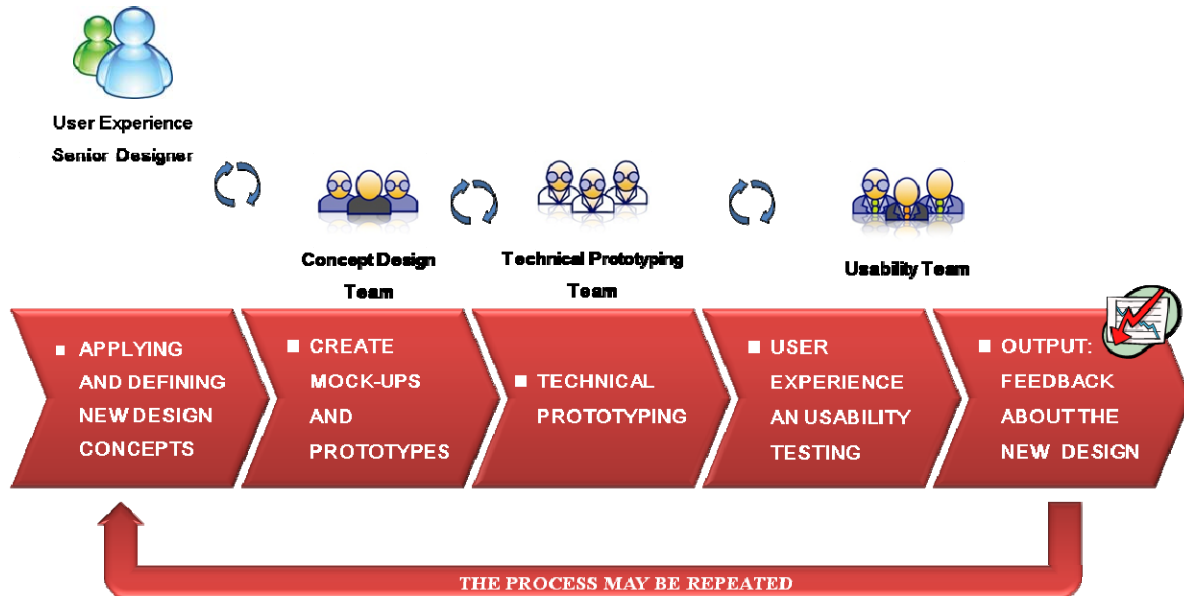 User Experience
Senior Designer
Concept Design
Team
Technical Prototyping
Team
Usability Team
■ APPLYING
AND DEFINING
NEW DESIGN
CONCEPTS
■ CREATE
MOCK-UPS
AND
PROTOTYPES
■ TECHNICAL
PROTOTYPING
■ USER
EXPERIENCE
AN USABILITY
TESTING
■ OUTPUT:
FEEDBACK
ABOUT THE
NEW DESIGN
THE PROCESS MAY BE REPEATED